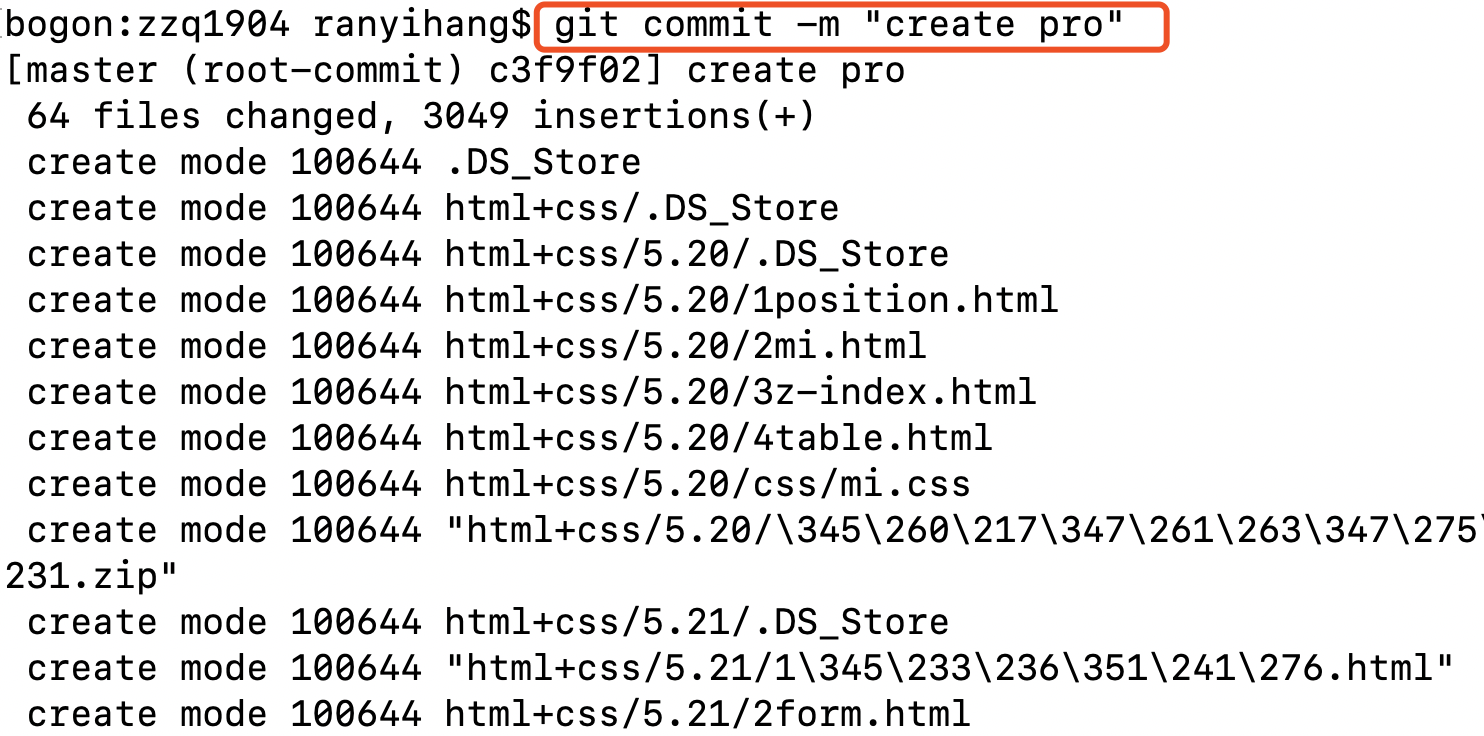 bogon:zzq1904 ranyihang$ git commit -m "create pro"
[master (root-commit) c3f9f02] create pro
 64 files changed, 3049 insertions(+)
 create mode 100644 .DS_Store
 create mode 100644 html+css/.DS_Store
 create mode 100644 html+css/5.20/.DS_Store
 create mode 100644 html+css/5.20/1position.html
 create mode 100644 html+css/5.20/2mi.html
 create mode 100644 html+css/5.20/3z-index.html
 create mode 100644 html+css/5.20/4table.html
 create mode 100644 html+css/5.20/css/mi.css
 create mode 100644 "html+css/5.20/\345\260\217\347\261\263\347\275\
231.zip"
 create mode 100644 html+css/5.21/.DS_Store
 create mode 100644 "html+css/5.21/1\345\233\236\351\241\276.html"
 create mode 100644 html+css/5.21/2form.html